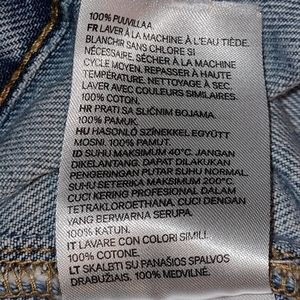 100% PUUVILLAA.
FR LAVER À LA MACHINE À L'EAU TIÈDE.
BLANCHIR SANS CHLORE SI
NÉCESSAIRE. SÉCHER À LA MACHINE
CYCLE MOYEN. REPASSER À HAUTE
TEMPÉRATURE. NETTOYAGE À SEC.
LAVER AVEC COULEURS SIMILAIRES.
100% COTON.
HR PRATI SA SLIČNIM BOJAMA.
100% PAMUK.
HU HASONLÓ SZÍNEKKEL EGYÜTT
MOSNI. 100% PAMUT.
ID SUHU MAKSIMUM 40°C. JANGAN
DIKELANTANG. DAPAT DILAKUKAN
PENGERINGAN PUTAR SUHU NORMAL.
SUHU SETERIKA MAKSIMUM 200°C.
CUCI KERING PROFESIONAL DALAM
TETRAKLOROETHANA. CUCI DENGAN
YANG BERWARNA SERUPA.
100% KATUN.
IT LAVARE CON COLORI SIMILI.
100% COTONE.
LT SKALBTI SU PANAŠIOS SPALVOS
DRABUŽIAIS. 100% MEDVILNĖ.